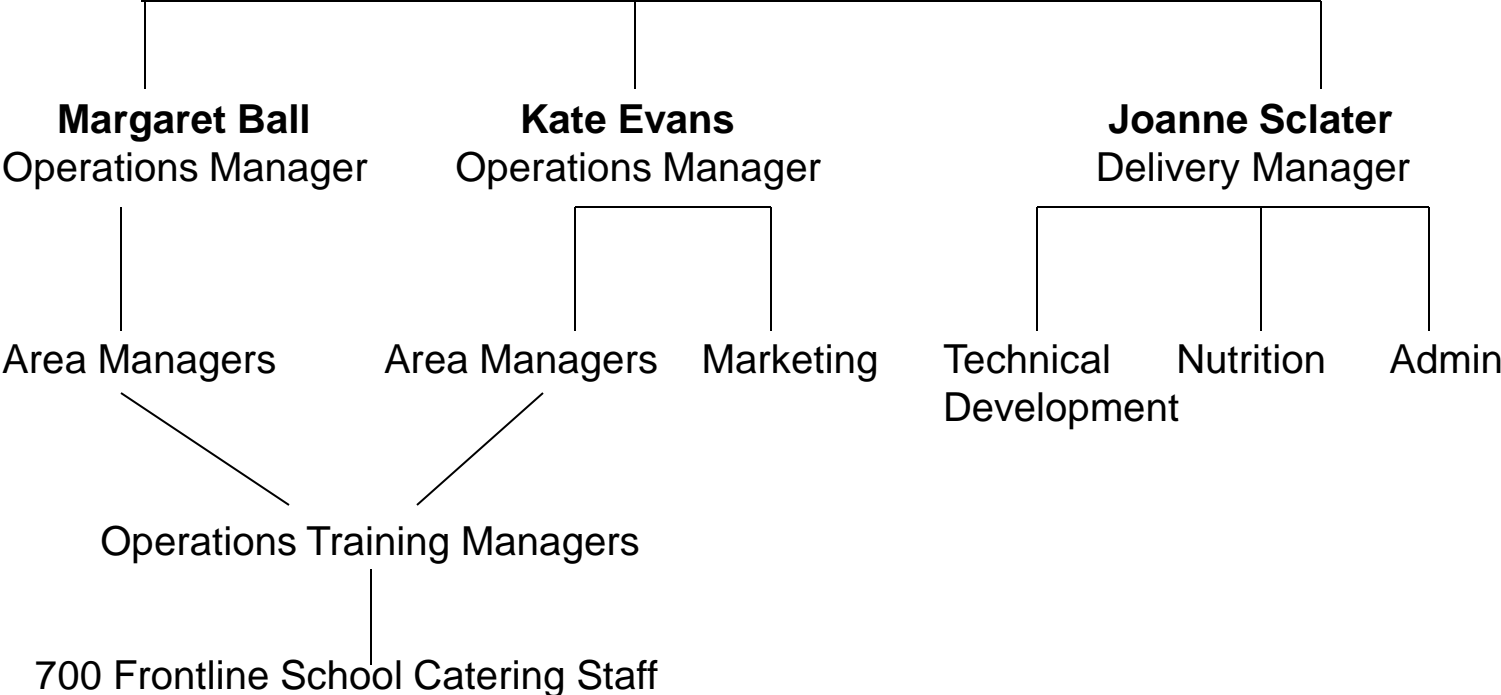 Margaret Ball
Operations Manager
Kate Evans
Operations Manager
Joanne Sclater
Delivery Manager
Area Managers
Area Managers
Marketing
Technical
Development
Nutrition
Admin
Operations Training Managers
700 Frontline School Catering Staff